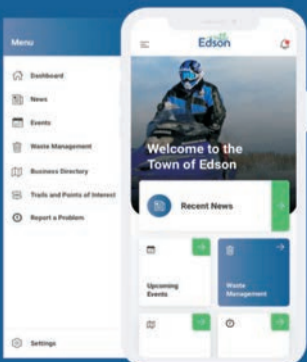 Menu
Dashboard
News
Events
Waste Management
Business Directory
Trails and Points of Interest
Report a Problem
Settings
Edson
Welcome to the
Town of Edson
Recent News
Upcoming
Events
Waste
Management